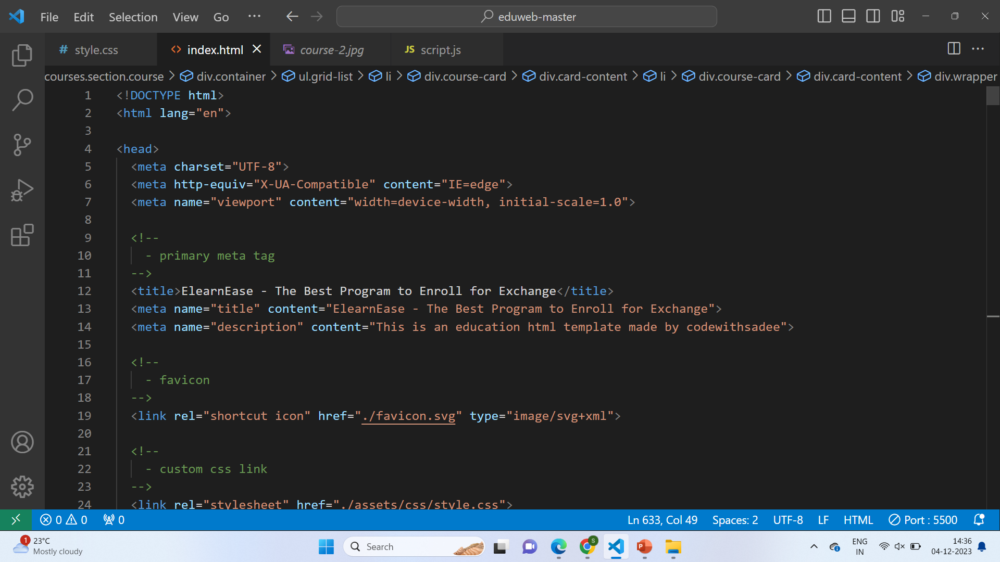 File Edit Selection View Go ··· eduweb-master
# style.css <> index.html course-2.jpg JS script.js
courses.section.course > div.container > ul.grid-list > li > div.course-card > div.card-content > li > div.course-card > div.card-content > div.wrapper
1 <!DOCTYPE html>
2 <html lang="en">
3
4 <head>
5 <meta charset="UTF-8">
6 <meta http-equiv="X-UA-Compatible" content="IE=edge">
7 <meta name="viewport" content="width=device-width, initial-scale=1.0">
8
9 <!--
10 - primary meta tag
11 -->
12 <title>ElearnEase - The Best Program to Enroll for Exchange</title>
13 <meta name="title" content="ElearnEase - The Best Program to Enroll for Exchange">
14 <meta name="description" content="This is an education html template made by codewithsadee">
15
16 <!--
17 - favicon
18 -->
19 <link rel="shortcut icon" href="./favicon.svg" type="image/svg+xml">
20
21 <!--
22 - custom css link
23 -->
24 <link rel="stylesheet" href="./assets/css/style.css">
0 0 0 Ln 633, Col 49 Spaces: 2 UTF-8 LF HTML Port : 5500
1 23°C
Mostly cloudy
Search
S
P
ENG
IN
14:36
04-12-2023